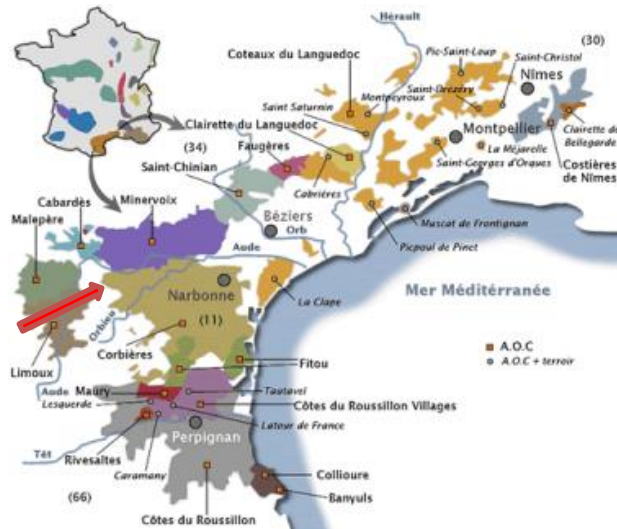 Hérault
(30)
Pic-Saint-Loup
Saint-Christol
Coteaux du Languedoc
Saint-Drézéry
Nîmes
Montpeyroux
Saint Saturnin
Clairette du Languedoc
Montpellier
Clairette de
Bellegarde
(34)
Faugères
La Méjarelle
Saint-Georges d'Orques
Costières
de Nîmes
Saint-Chinian
Cabrières
Cabardès
Minervoix
Béziers
Orb
Muscat de Frontignan
Malepère
Aude
Picpoul de Pinet
Narbonne
La Clape
Mer Méditérranée
Orbieu
(11)
Corbières
A.O.C
A.O.C + terroir
Limoux
Fitou
Aude
Maury
Tautavel
Lesquerde
Côtes du Roussillon Villages
Perpignan
Latour de France
Têt
Rivesaltes
Caramany
Collioure
(66)
Banyuls
Côtes du Roussillon